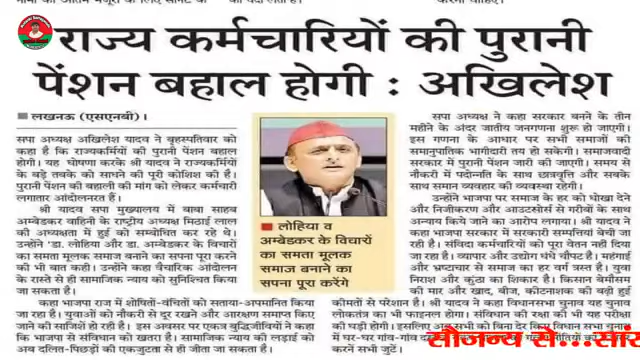 राज्य कर्मचारियों की पुरानी
पेंशन बहाल होगी : अखिलेश
लखनऊ (एसएनबी)।
सपा अध्यक्ष अखिलेश यादव ने बृहस्पतिवार को
कहा है कि राज्यकर्मियों की पुरानी पेंशन बहाल
होगी। यह घोषणा करके श्री यादव ने राज्यकर्मियों
के बड़े तबके को साधने की पूरी कोशिश की है।
पुरानी पेंशन की बहाली की मांग को लेकर कर्मचारी
लगातार आंदोलनरत हैं।
श्री यादव सपा मुख्यालय में बाबा साहब
अम्बेडकर वाहिनी के राष्ट्रीय अध्यक्ष मिठाई लाल
की अध्यक्षता में हुई को सम्बोधित कर रहे थे।
उन्होंने 'डा. लोहिया और डा. अम्बेडकर के विचारों
का समता मूलक समाज बनाने का सपना पूरा करने
की भी बात कही। उन्होंने कहा वैचारिक आंदोलन
के रास्ते से ही सामाजिक न्याय को सुनिश्चित किया
जा सकता है।
कहा भाजपा राज में शोषितों-वंचितों को सताया-अपमानित किया
जा रहा है। युवाओं को नौकरी से दूर रखने और आरक्षण समाप्त किए
जाने की साजिशें हो रही है। इस अवसर पर एकत्र बुद्धिजीवियों ने कहा
कि भाजपा से संविधान को खतरा है। सामाजिक न्याय की लड़ाई को
अब दलित-पिछड़ों की एकजुटता से ही जीता जा सकता है।
लोहिया व
अम्बेडकर के विचारों
का समता मूलक
समाज बनाने का
सपना पूरा करेंगे
सपा अध्यक्ष ने कहा सरकार बनने के तीन
महीने के अंदर जातीय जनगणना शुरू हो जाएगी।
इस गणना के आधार पर सभी समाजों की
समानुपातिक भागीदारी तय हो सकेगी। समाजवादी
सरकार में पुरानी पेंशन जारी की जाएगी। समय से
नौकरी में पदोन्नति के साथ छात्रवृत्ति और सबके
साथ समान व्यवहार की व्यवस्था रहेगी।
उन्होंने भाजपा पर समाज के हर को धोखा देने
और निजीकरण और आउटसोर्स से गरीबों के साथ
अन्याय किये जाने का आरोप लगाया। श्री यादव ने
कहा भाजपा सरकार में सरकारी सम्पत्तियां बेची जा
रही है। संविदा कर्मचारियों को पूरा वेतन नहीं दिया
जा रहा है। व्यापार और उद्योग धंधे चौपट है। महंगाई
और भ्रष्टाचार से समाज का हर वर्ग त्रस्त है। युवा
निराश और कुंठा का शिकार है। किसान बेमौसम
की मार और खाद, बीज, कीटनाशक की बढ़ी हुई
कीमतों से परेशान है। श्री यादव ने कहा विधानसभा चुनाव यह चुनाव
लोकतंत्र का भी फाइनल होगा। संविधान की रक्षा को भी यह परीक्षा
की घड़ी होगी। इसलिए अब सभी को बिना देर किए विधान सभा चुनाव
में घर-घर गांव-गांव
करने का काम
सौजन्य से...सां